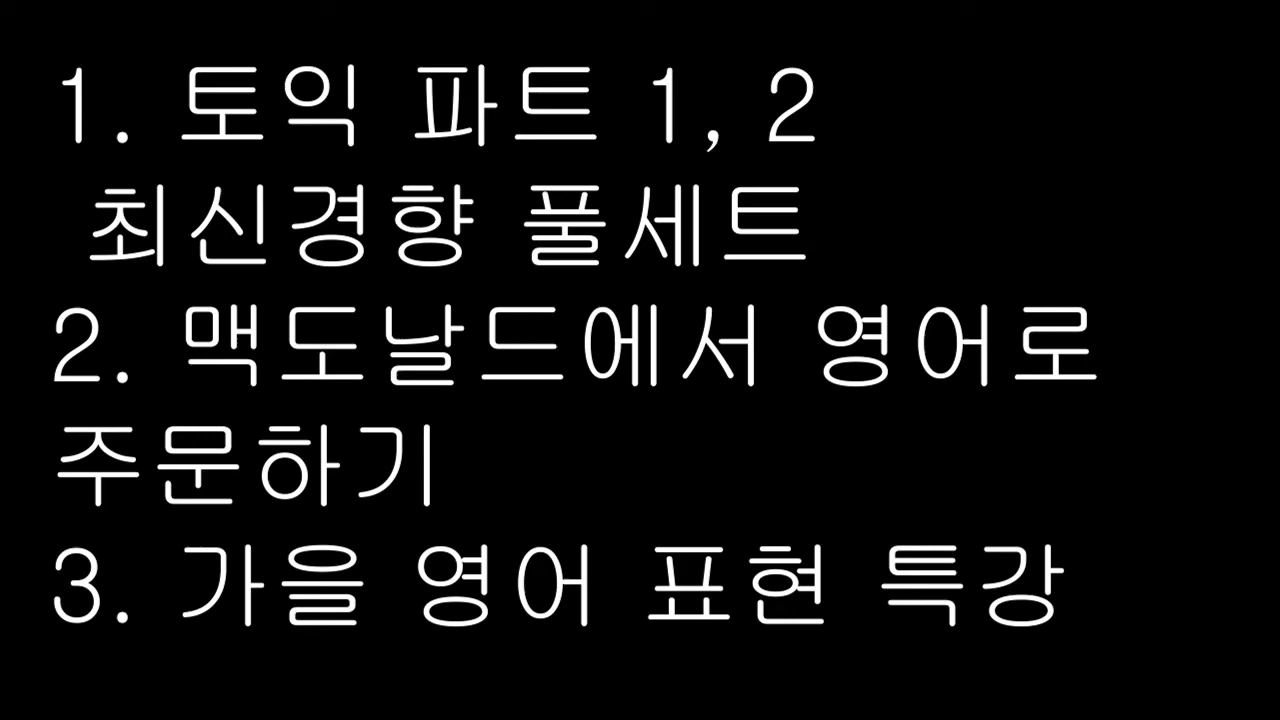 1. 토익 파트 1, 2
최신경향 풀세트
2. 맥도날드에서 영어로
주문하기
3. 가을 영어 표현 특강